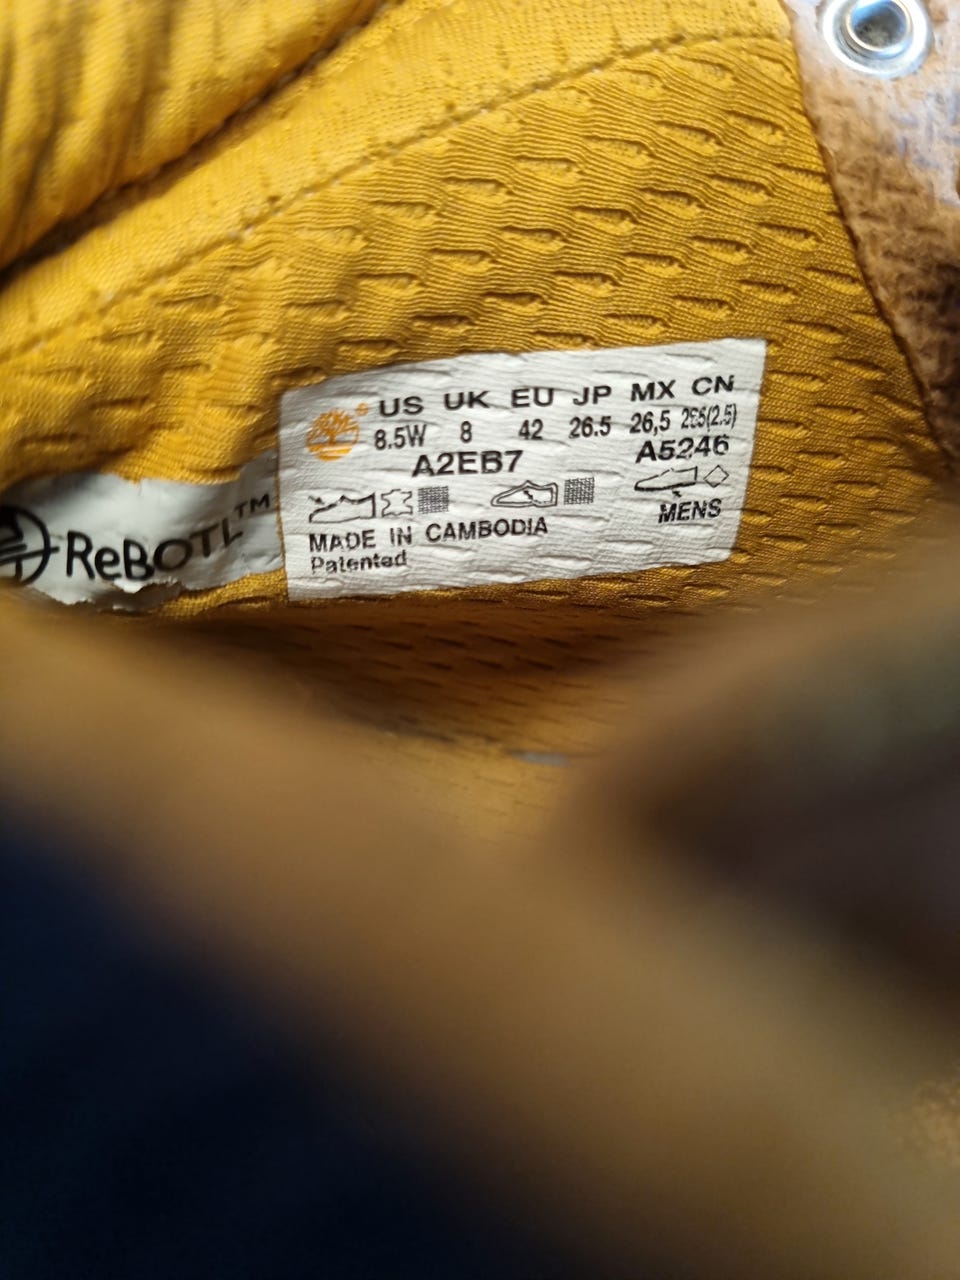 US UK EU JP MX CN
8.5W 8 42 26.5 26,5 265(2.5)
A2EB7 A5246
MENS
MADE IN CAMBODIA
Patented
ReBOTL™